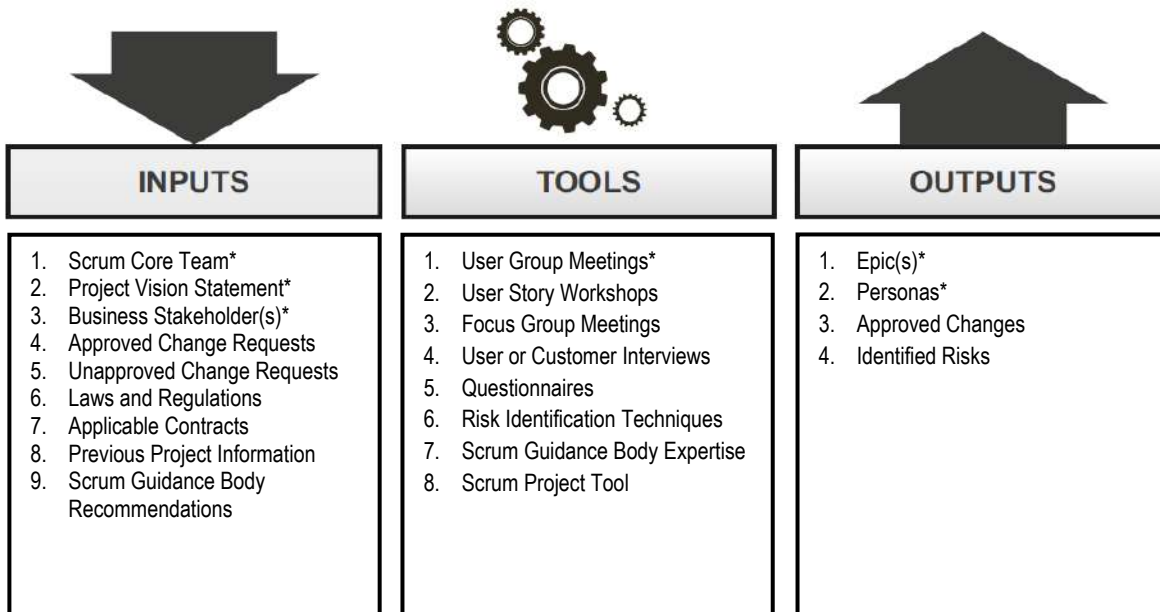 INPUTS
1. Scrum Core Team*
2. Project Vision Statement*
3. Business Stakeholder(s)*
4. Approved Change Requests
5. Unapproved Change Requests
6. Laws and Regulations
7. Applicable Contracts
8. Previous Project Information
9. Scrum Guidance Body
Recommendations
TOOLS
1. User Group Meetings*
2. User Story Workshops
3. Focus Group Meetings
4. User or Customer Interviews
5. Questionnaires
6. Risk Identification Techniques
7. Scrum Guidance Body Expertise
8. Scrum Project Tool
OUTPUTS
1. Epic(s)*
2. Personas*
3. Approved Changes
4. Identified Risks